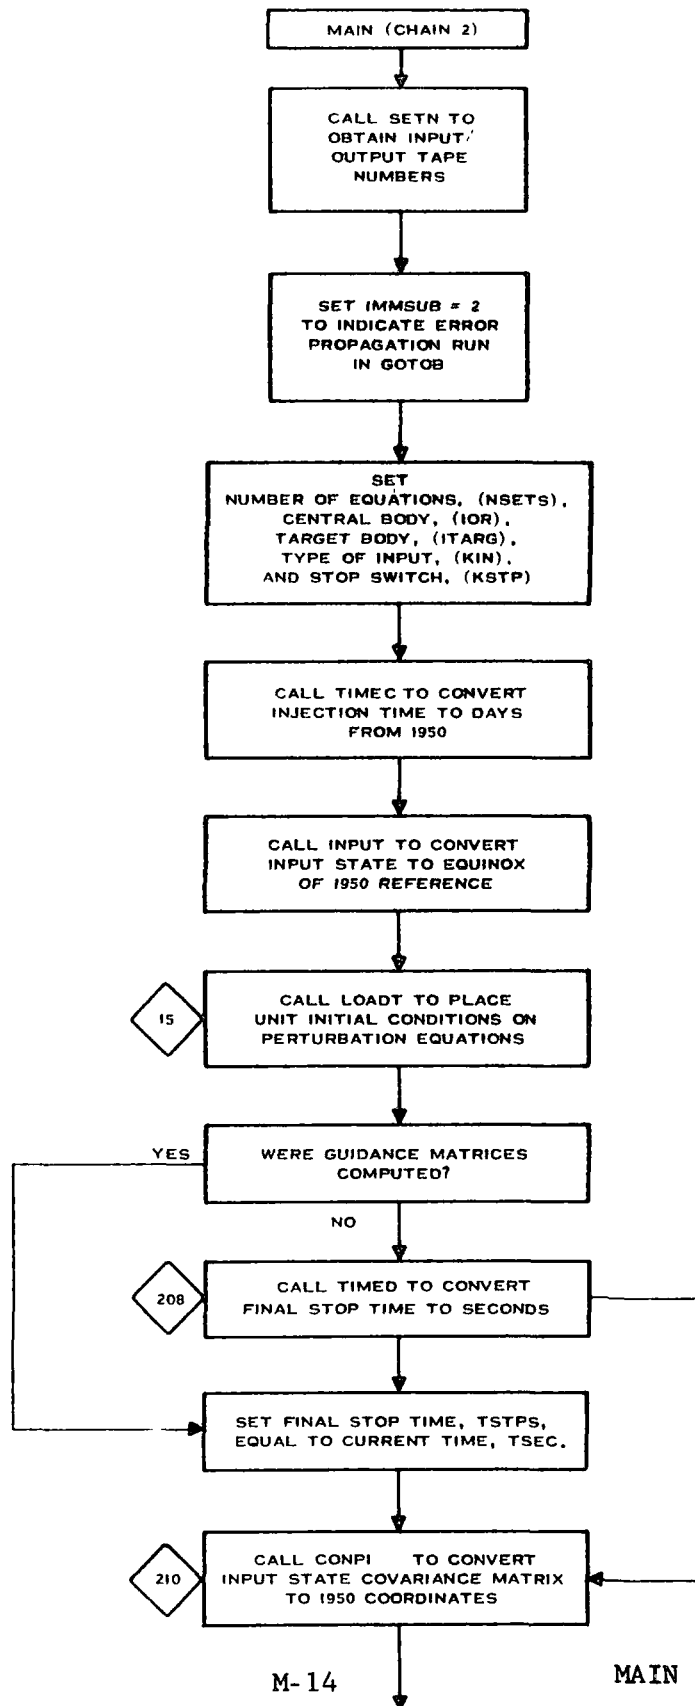 MAIN (CHAIN 2)
CALL SETN TO
OBTAIN INPUT/
OUTPUT TAPE
NUMBERS
SET IMMSUB = 2
TO INDICATE ERROR
PROPAGATION RUN
IN GOTOB
SET
NUMBER OF EQUATIONS, (NSETS),
CENTRAL BODY, (IOR),
TARGET BODY, (ITARG),
TYPE OF INPUT, (KIN),
AND STOP SWITCH, (KSTP)
CALL TIMEC TO CONVERT
INJECTION TIME TO DAYS
FROM 1950
CALL INPUT TO CONVERT
INPUT STATE TO EQUINOX
OF 1950 REFERENCE
15
CALL LOADT TO PLACE
UNIT INITIAL CONDITIONS ON
PERTURBATION EQUATIONS
YES
WERE GUIDANCE MATRICES
COMPUTED?
NO
208
CALL TIMED TO CONVERT
FINAL STOP TIME TO SECONDS
SET FINAL STOP TIME, TSTPS,
EQUAL TO CURRENT TIME, TSEC.
210
CALL CONPI TO CONVERT
INPUT STATE COVARIANCE MATRIX
TO 1950 COORDINATES
M-14
MAIN